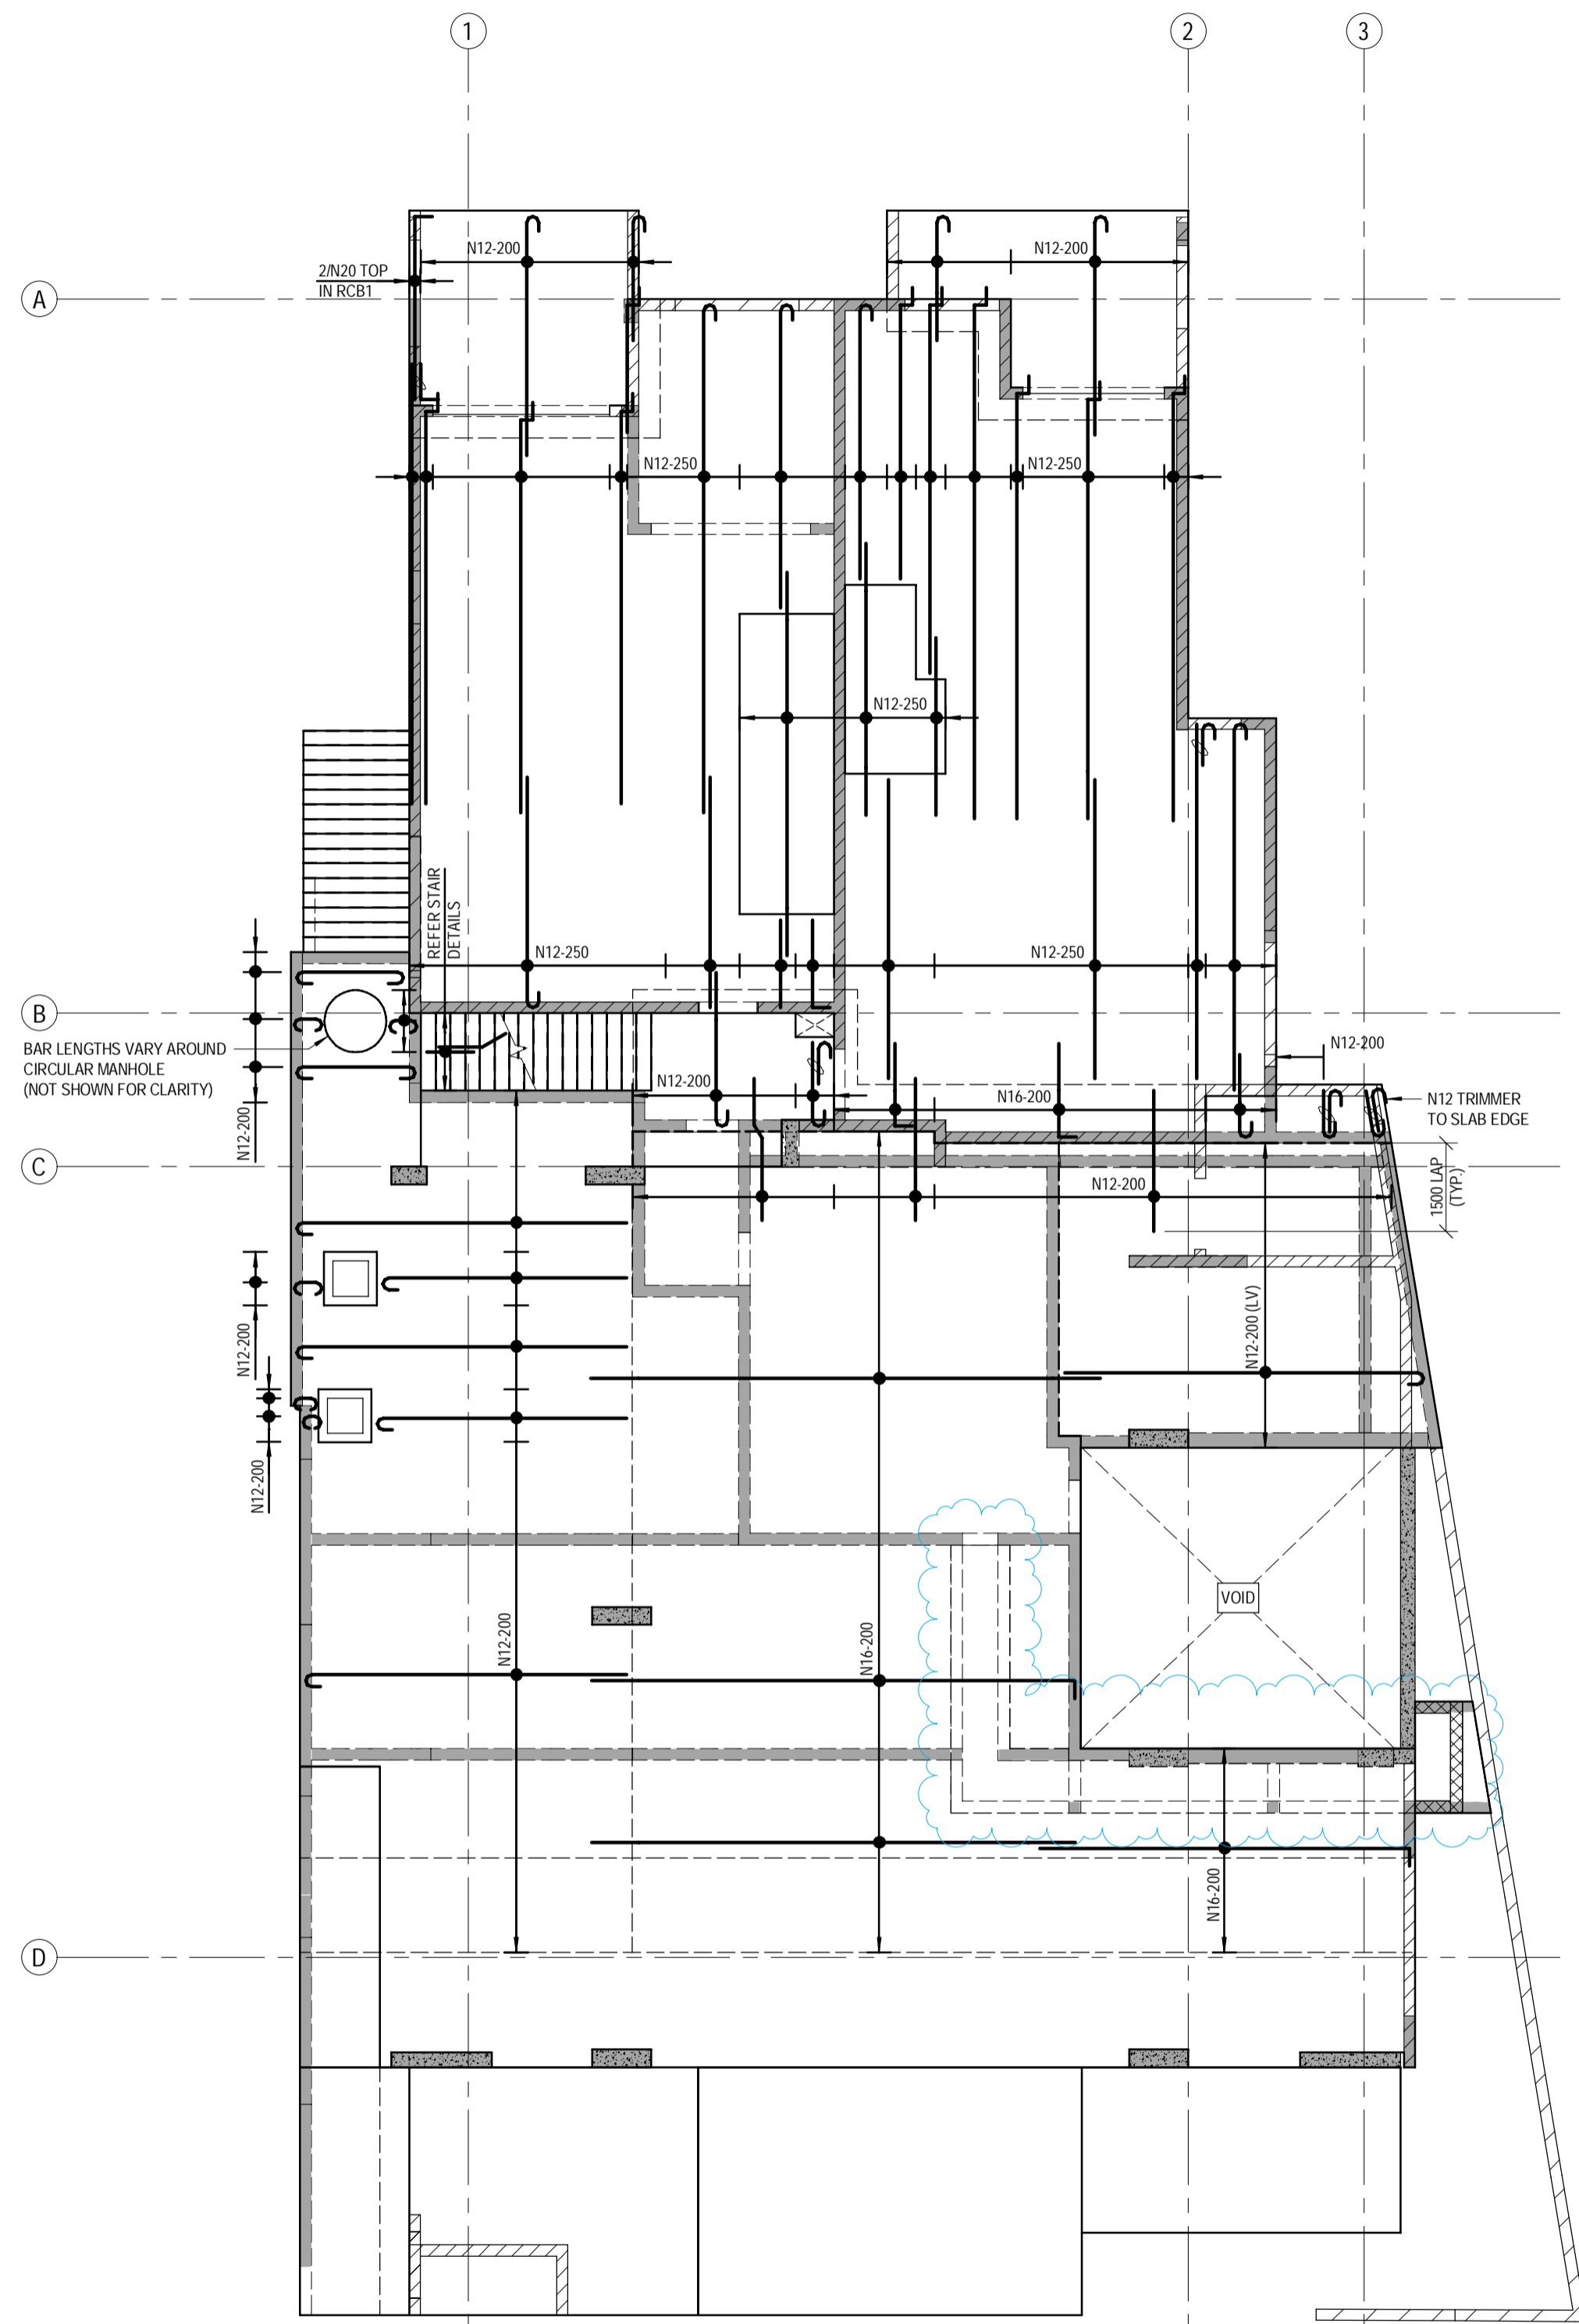 1
2
3
A
N12-200
N12-200
2/N20 TOP
IN RCB1
N12-250
N12-250
N12-250
REFER STAIR
DETAILS
N12-250
N12-250
B
BAR LENGTHS VARY AROUND
CIRCULAR MANHOLE
(NOT SHOWN FOR CLARITY)
N12-200
N12-200
N12-200
N16-200
N12 TRIMMER
TO SLAB EDGE
C
N12-200
1500 LAP
(TYP.)
N12-200 (LV)
N12-200
N12-200
VOID
N12-200
N16-200
N16-200
D